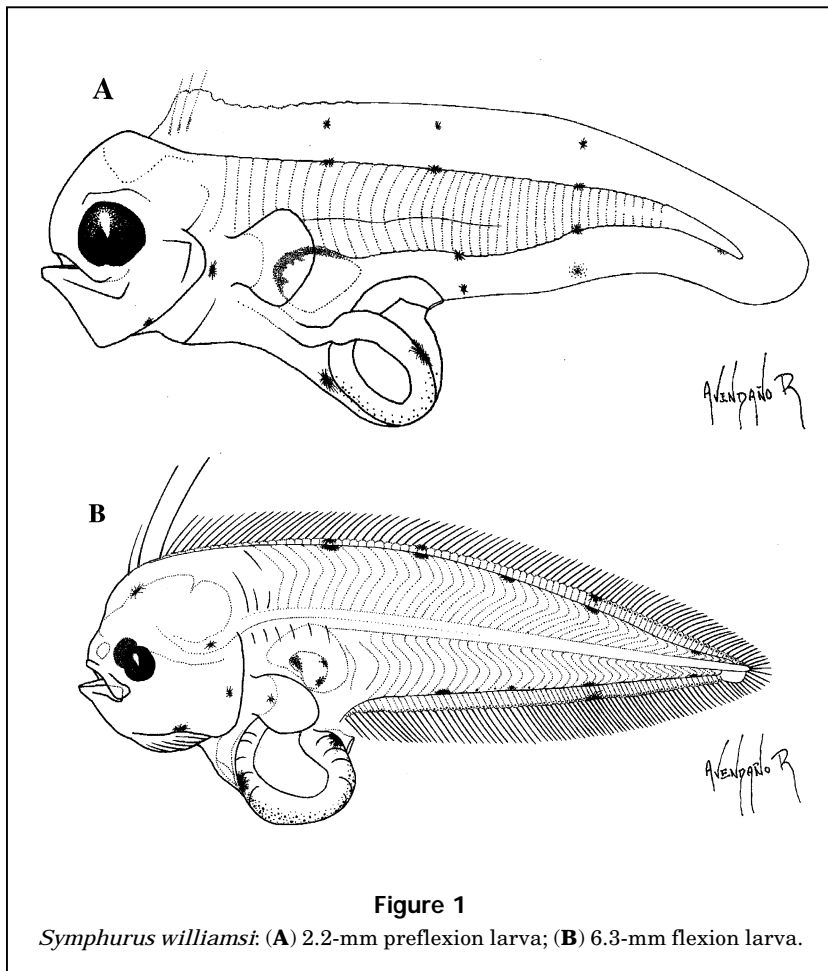 A
AVENDAÑO R
B
AVENDAÑO R
Figure 1
Symphurus williamsi: (A) 2.2-mm preflexion larva; (B) 6.3-mm flexion larva.